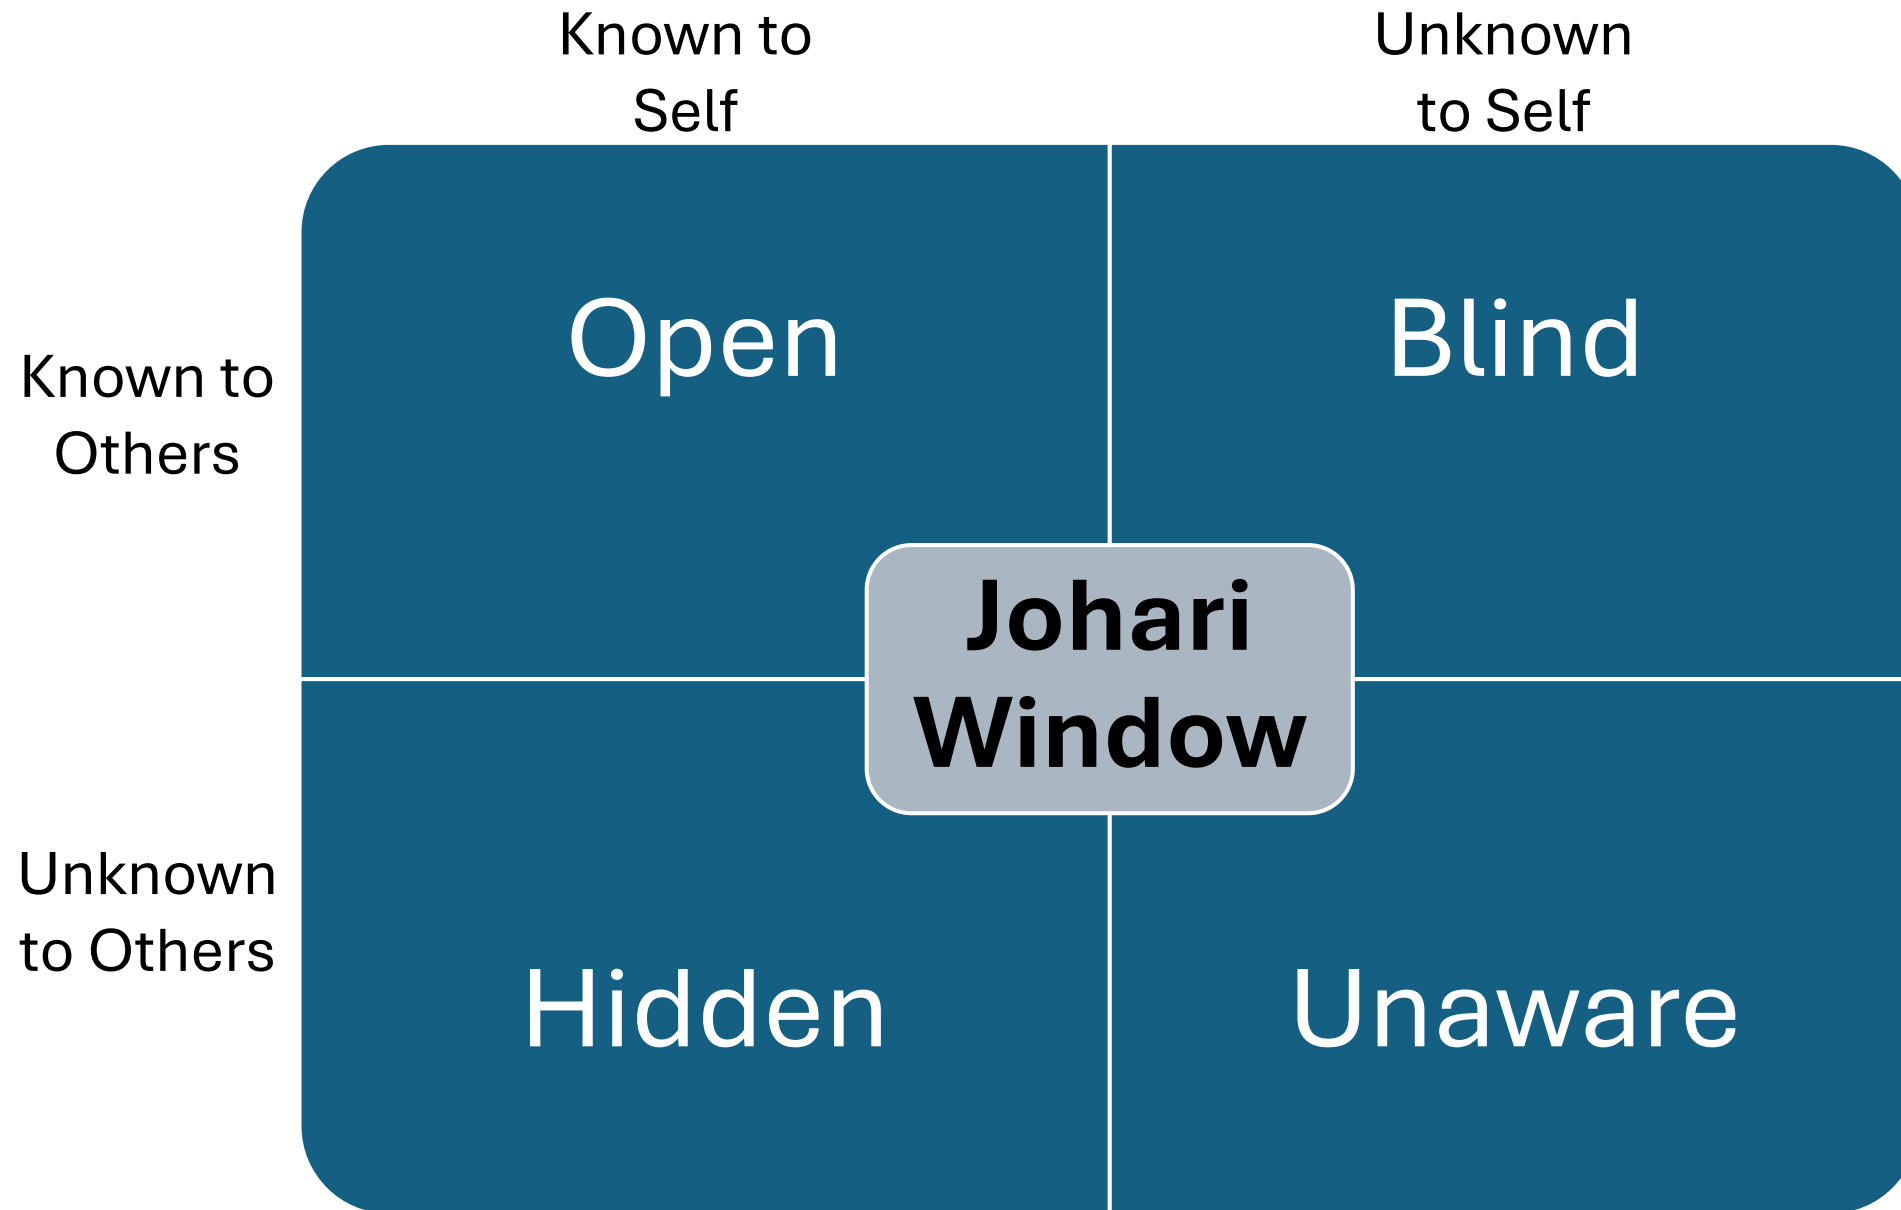 Known to
Self
Unknown
to Self
Known to
Others
Open
Blind
Johari
Window
Unknown
to Others
Hidden
Unaware